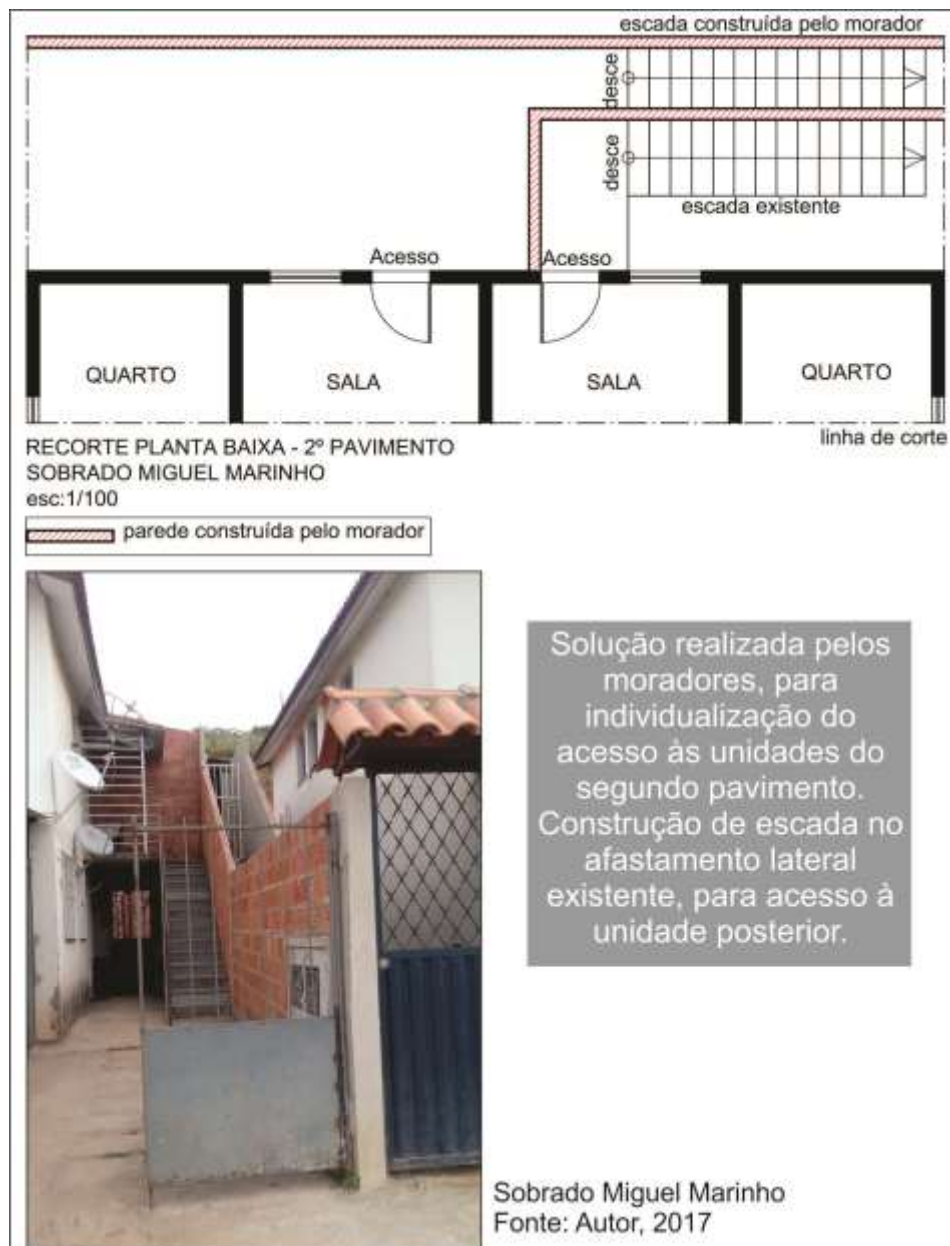 escada construída pelo morador
desce
desce
escada existente
Acesso
Acesso
QUARTO
SALA
SALA
QUARTO
linha de corte
RECORTE PLANTA BAIXA - 2º PAVIMENTO
SOBRADO MIGUEL MARINHO
esc:1/100
parede construída pelo morador
Solução realizada pelos
moradores, para
individualização do
acesso às unidades do
segundo pavimento.
Construção de escada no
afastamento lateral
existente, para acesso à
unidade posterior.
Sobrado Miguel Marinho
Fonte: Autor, 2017